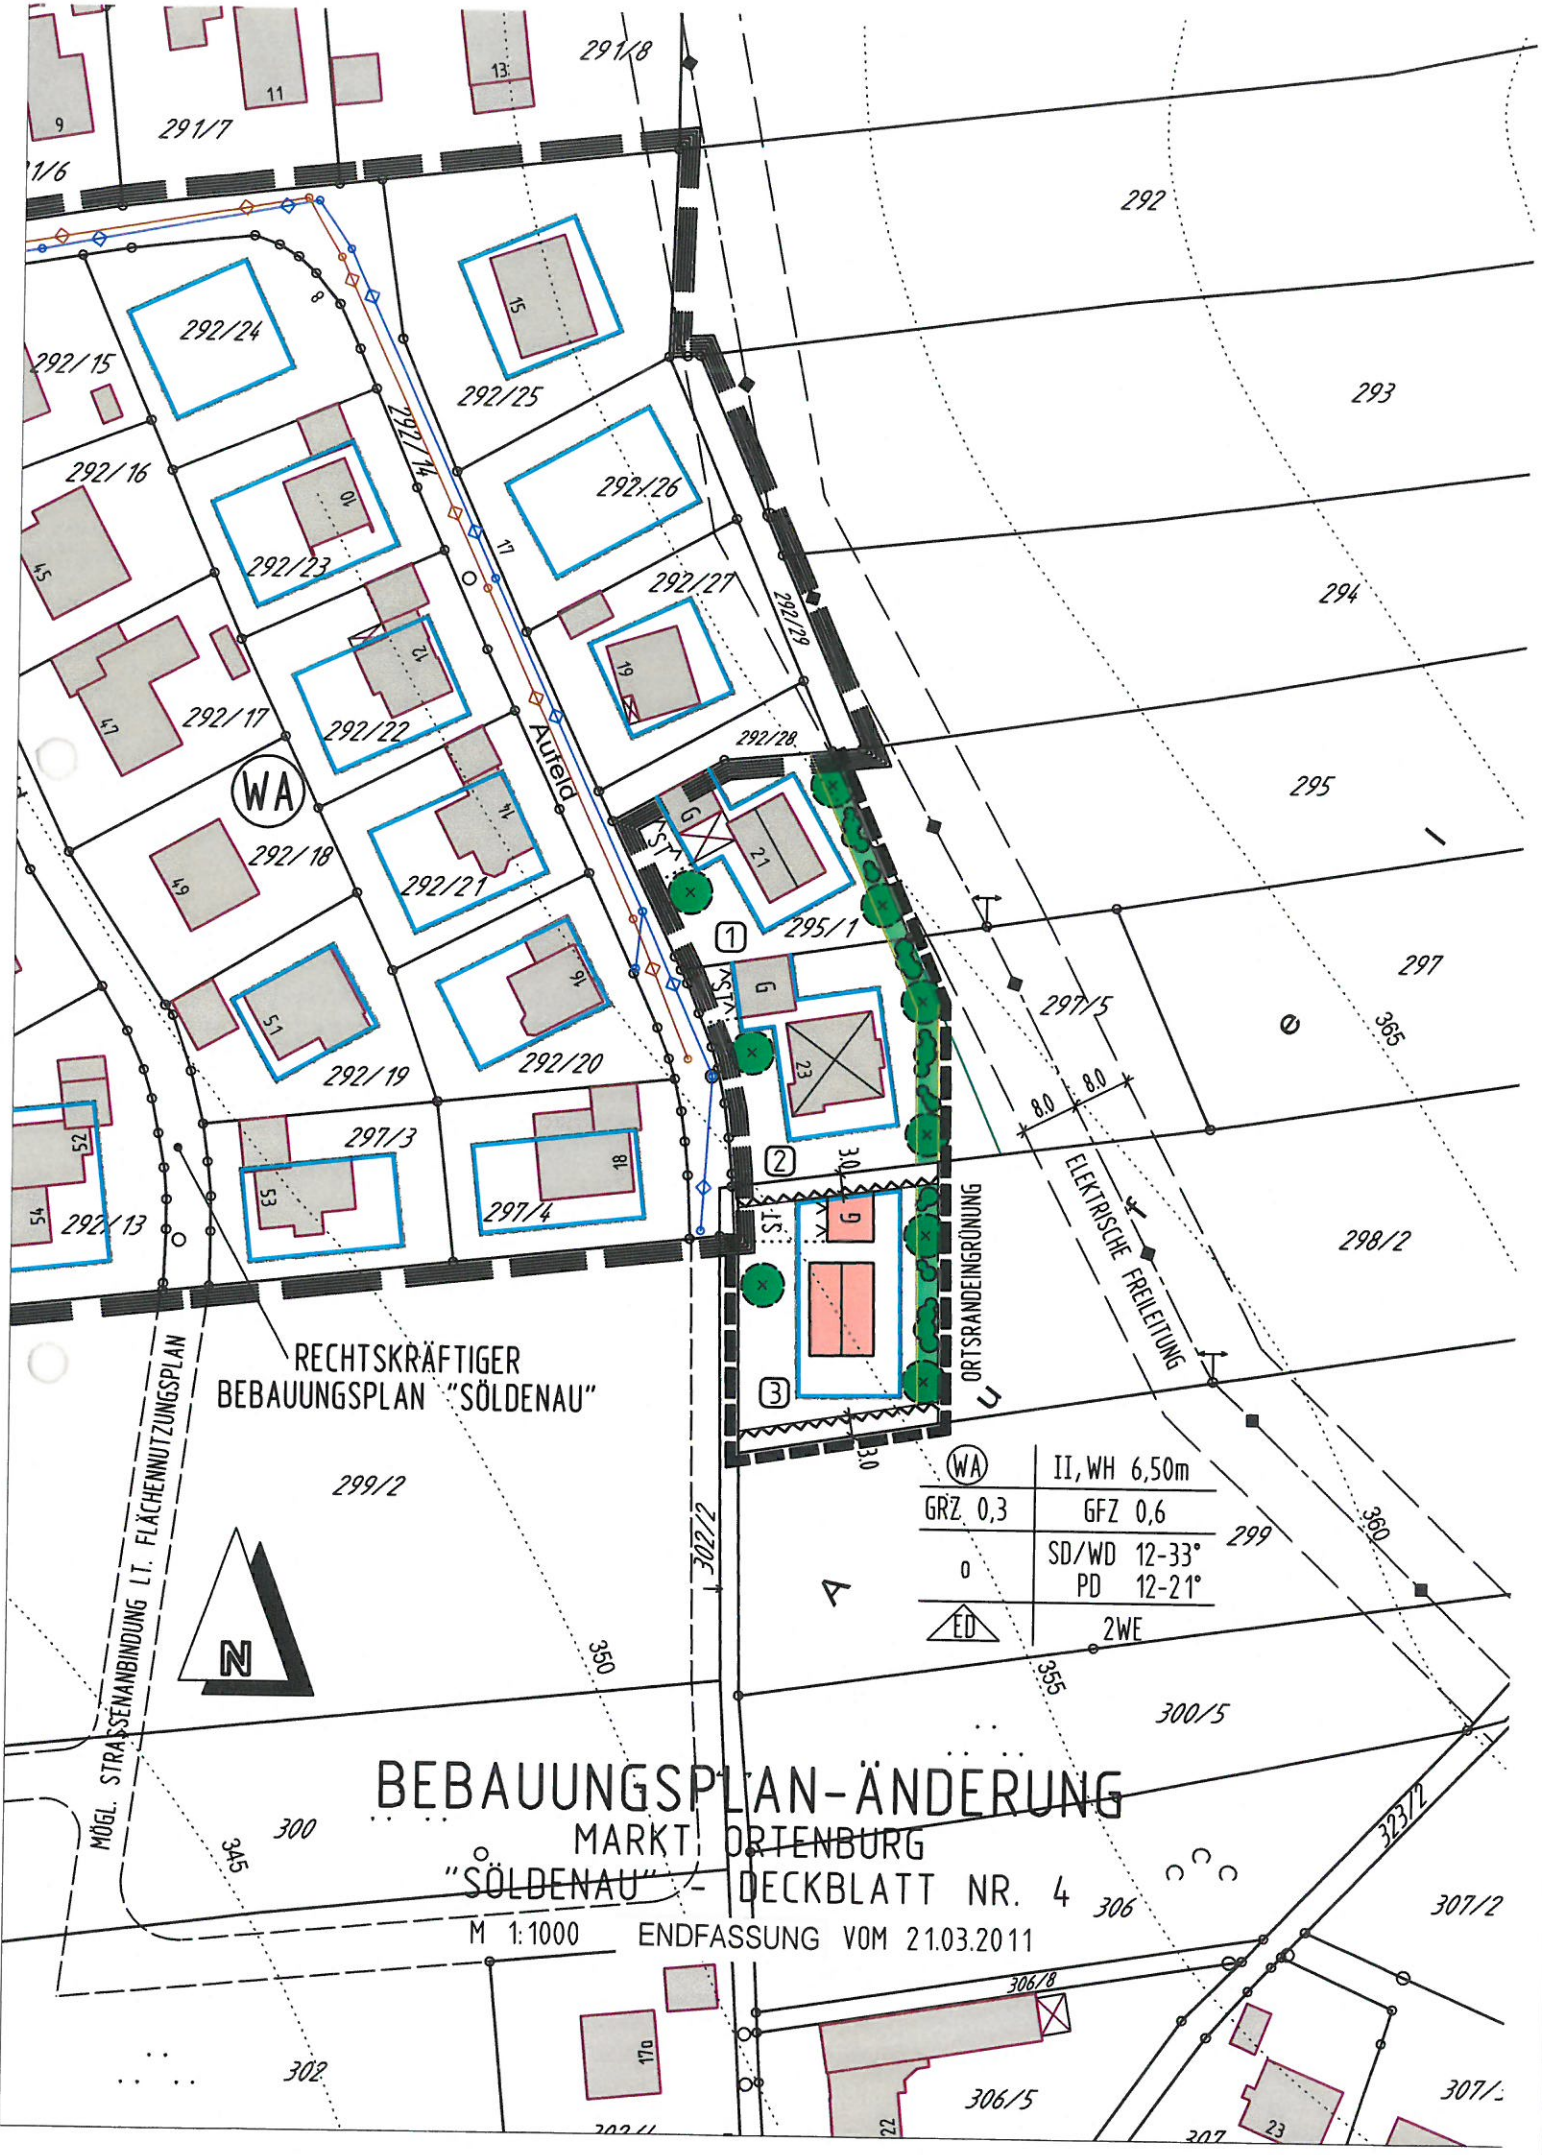 291/8
13
11
9
291/7
1/6
292
15
292/24
8
292/15
292/25
293
292/14
292/16
292/26
10
45
17
292/23
292/27
292/29
294
12
19
292/17
47
292/22
292/28
Aufeld
WA
G
ST
21
295
14
292/18
49
292/21
295/1
1
l
16
297
ST
G
297/5
365
51
e
292/20
292/19
23
8.0
8.0
52
297/3
18
2
3.0
ELEKTRISCHE FREILEITUNG
53
54
292/13
297/4
ST
G
ORTSRANDEINGRÜNUNG
f
298/2
RECHTSKRÄFTIGER
BEBAUUNGSPLAN "SÖLDENAU"
3
u
3.0
MÖGL. STRASSENANBINDUNG LT. FLÄCHENNUTZUNGSPLAN
299/2
WA
II, WH 6,50m
GRZ 0,3
GFZ 0,6
o
SD/WD 12-33°
PD 12-21°
ED
2WE
299
360
302/2
A
N
350
355
300/5
BEBAUUNGSPLAN-ÄNDERUNG
MARKT ORTENBURG
"SÖLDENAU" - DECKBLATT NR. 4
M 1:1000 ENDFASSUNG VOM 21.03.2011
300
345
323/2
306
307/2
306/8
17a
302
306/5
22
23
307